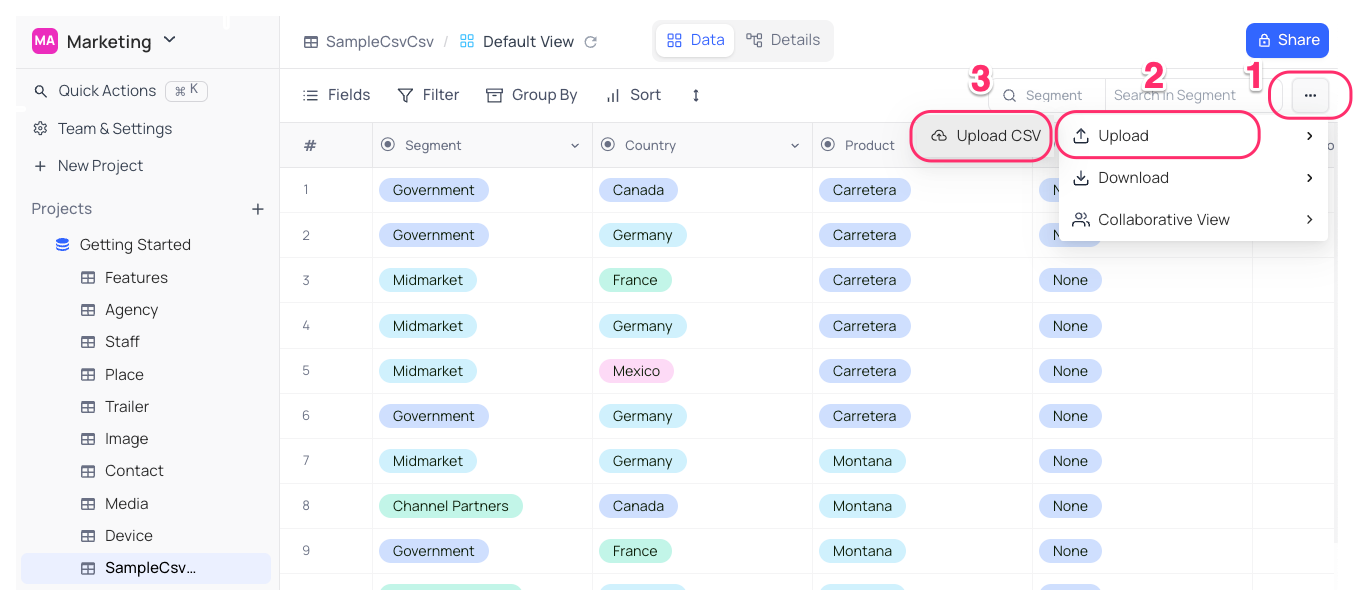 MA Marketing
SampleCsvCsv / Default View
Data Details
Share
Quick Actions ⌘ K
Team & Settings
New Project
Projects
Getting Started
Features
Agency
Staff
Place
Trailer
Image
Contact
Media
Device
SampleCsv...
Fields Filter Group By Sort
3 2 1
Segment Search in Segment
Upload CSV Upload
Download
Collaborative View
# Segment Country Product
1 Government Canada Carretera
2 Government Germany Carretera
3 Midmarket France Carretera None
4 Midmarket Germany Carretera None
5 Midmarket Mexico Carretera None
6 Government Germany Carretera None
7 Midmarket Germany Montana None
8 Channel Partners Canada Montana None
9 Government France Montana None